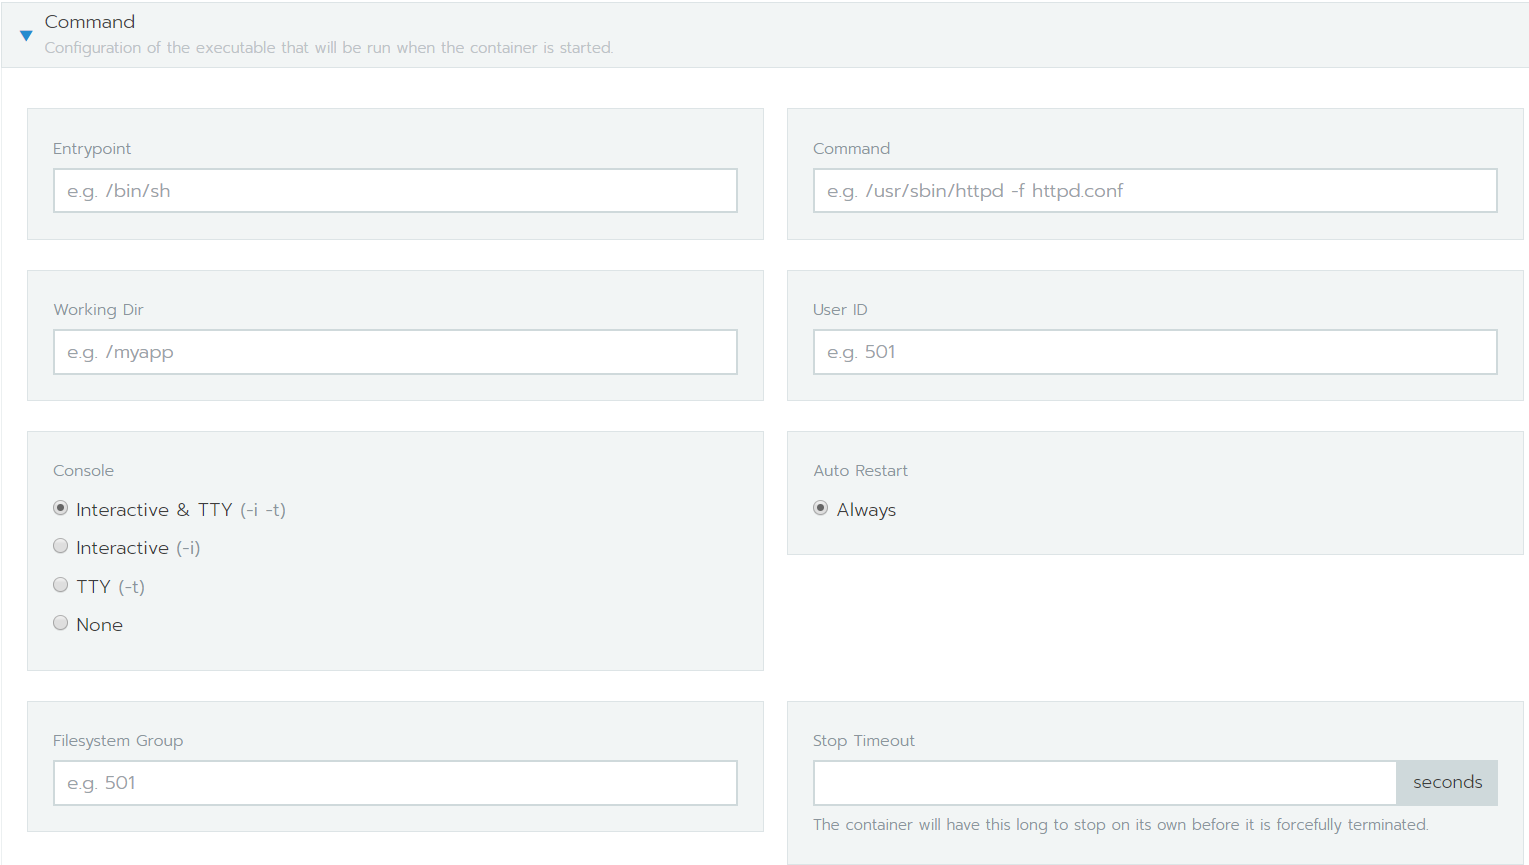 Command
Configuration of the executable that will be run when the container is started.
Entrypoint
e.g. /bin/sh
Command
e.g. /usr/sbin/httpd -f httpd.conf
Working Dir
e.g. /myapp
User ID
e.g. 501
Console
Interactive & TTY (-i -t)
Interactive (-i)
TTY (-t)
None
Auto Restart
Always
Filesystem Group
e.g. 501
Stop Timeout
seconds
The container will have this long to stop on its own before it is forcefully terminated.